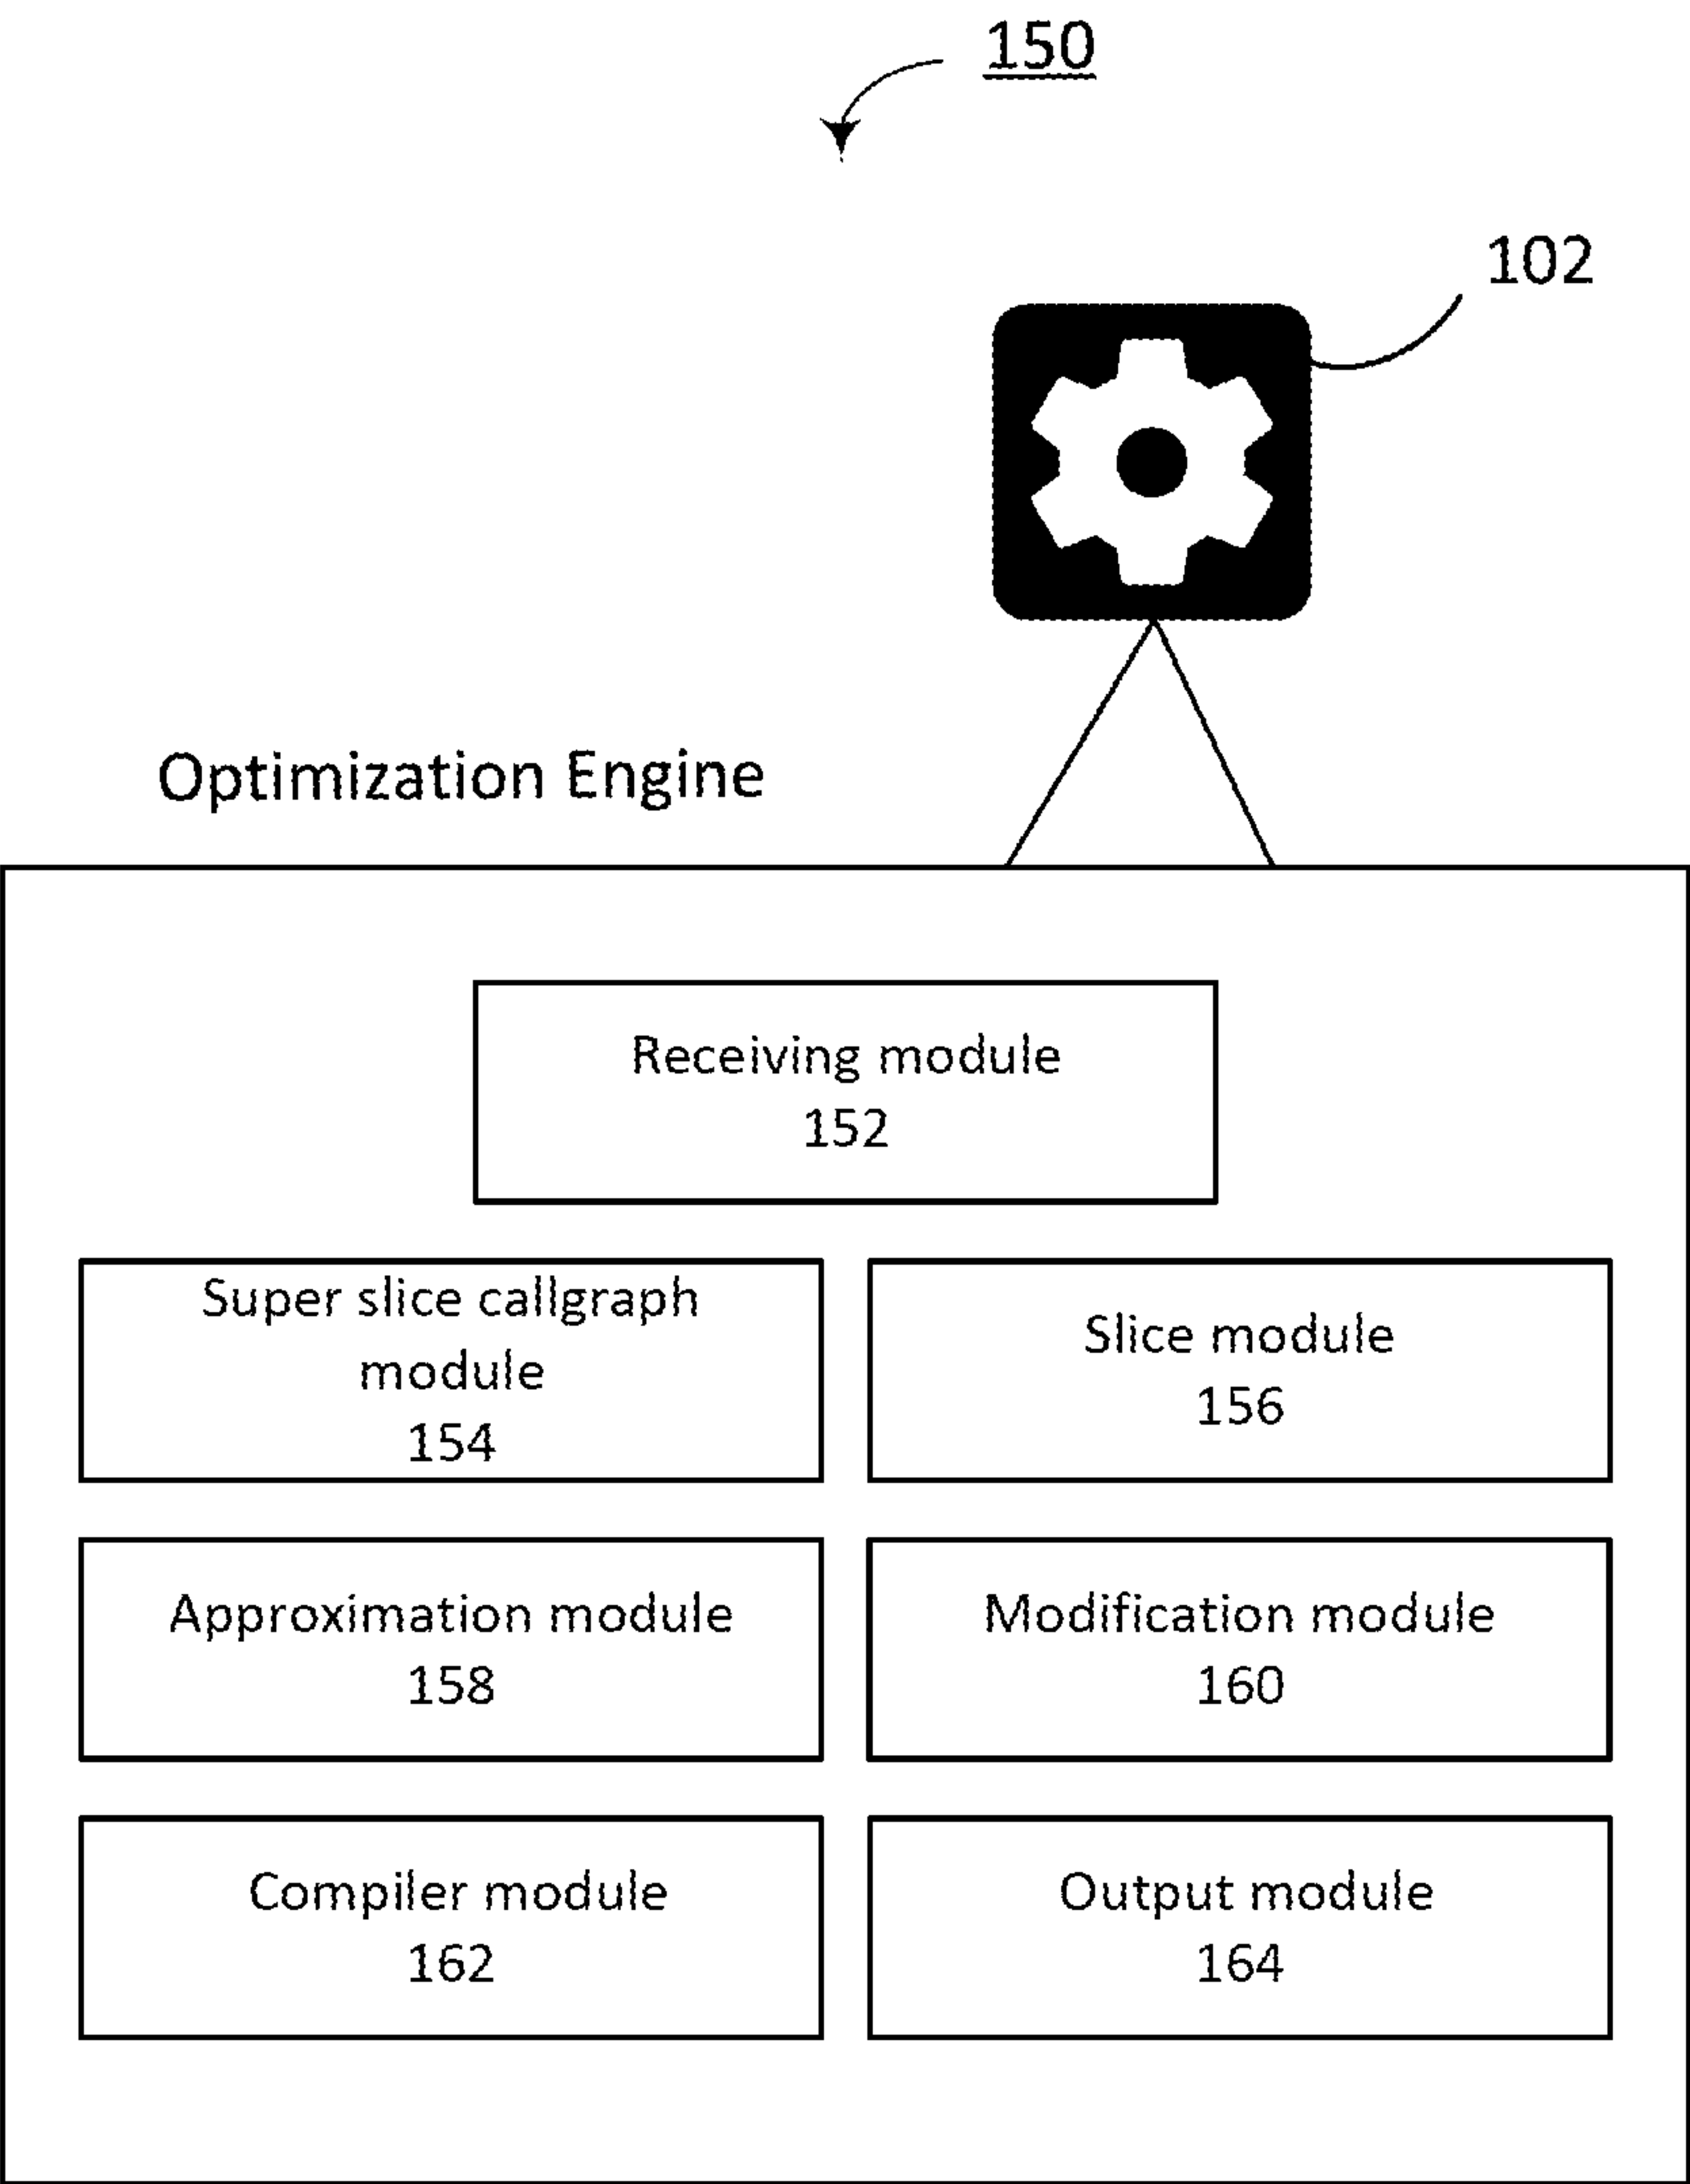 150
102
Optimization Engine
Receiving module
152
Super slice callgraph
module
154
Slice module
156
Approximation module
158
Modification module
160
Compiler module
162
Output module
164